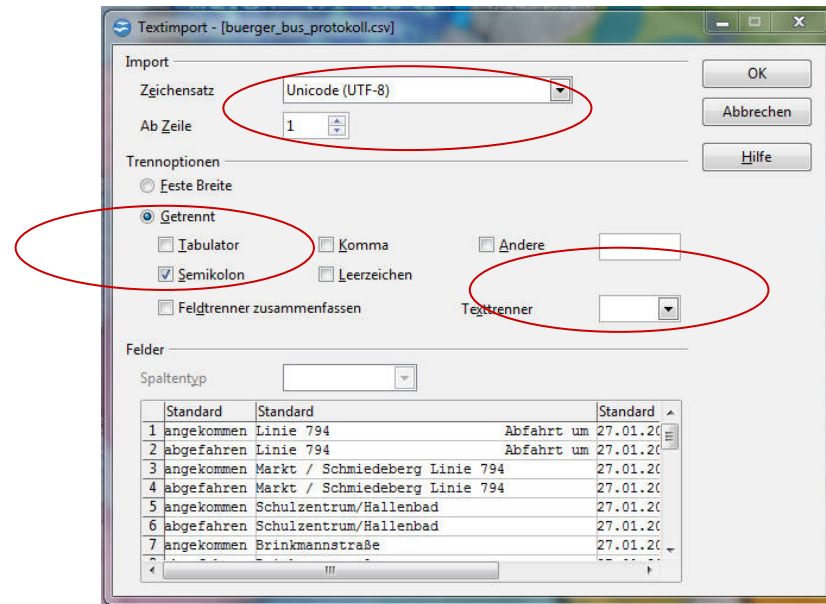 Textimport - [buerger_bus_protokoll.csv]
Import
OK
Zeichensatz Unicode (UTF-8)
Abbrechen
Ab Zeile 1
Hilfe
Trennoptionen
Feste Breite
Getrennt
Tabulator Komma Andere
Semikolon Leerzeichen
Feldtrenner zusammenfassen Texttrenner
Felder
Spaltentyp
Standard Standard Standard
1 angekommen Linie 794 Abfahrt um 27.01.20
2 abgefahren Linie 794 Abfahrt um 27.01.20
3 angekommen Markt / Schmiedeberg Linie 794 27.01.20
4 abgefahren Markt / Schmiedeberg Linie 794 27.01.20
5 angekommen Schulzentrum/Hallenbad 27.01.20
6 abgefahren Schulzentrum/Hallenbad 27.01.20
7 angekommen Brinkmannstraße 27.01.20